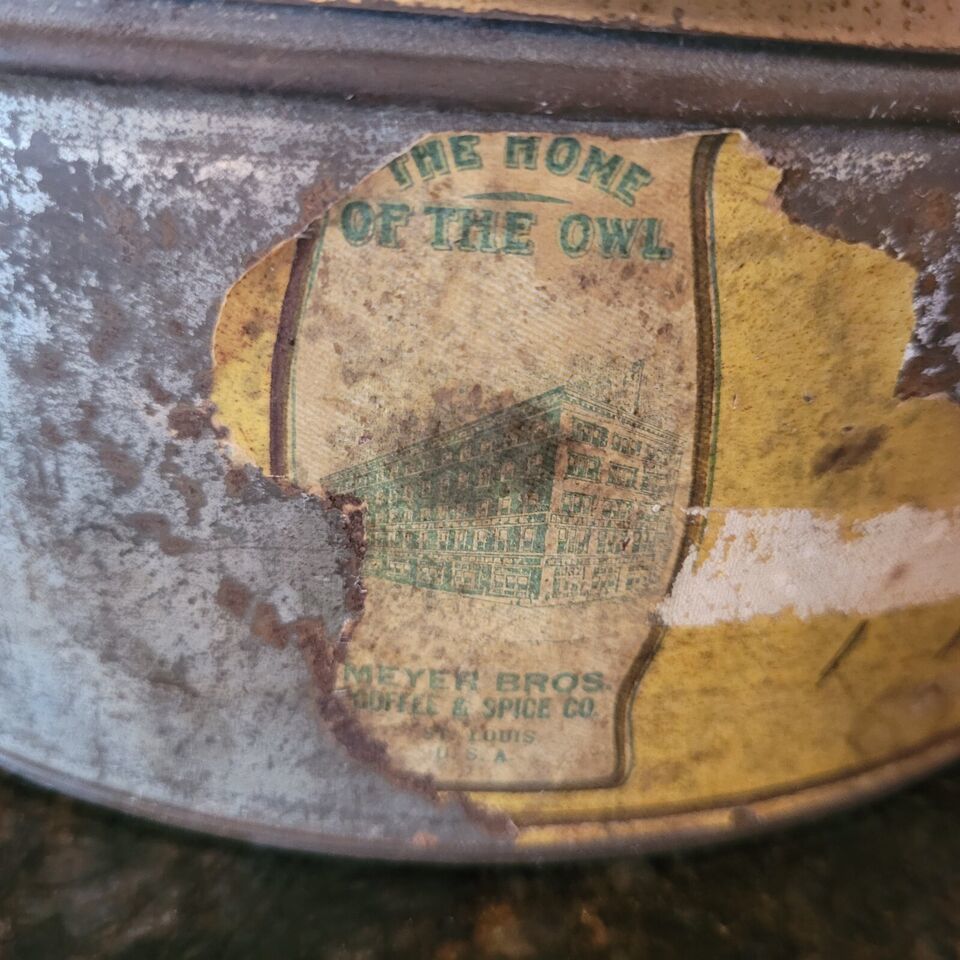 THE HOME
OF THE OWL
MEYER BROS.
COFFEE & SPICE CO.
ST. LOUIS
U.S.A